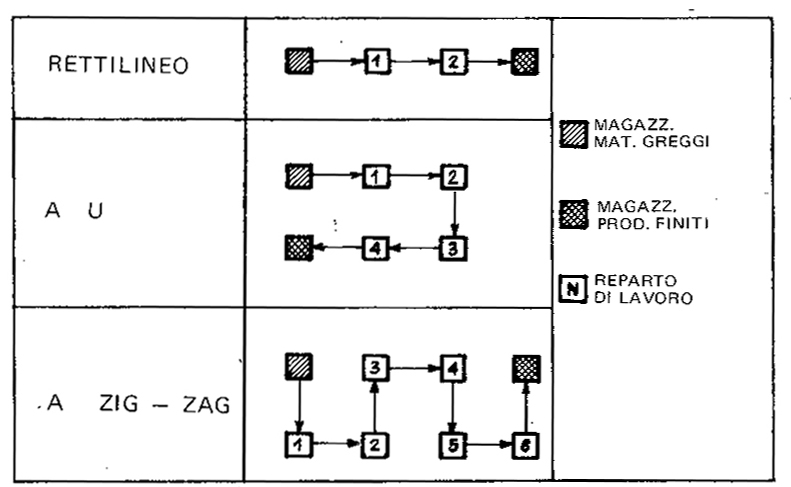 RETTILINEO
1 2
A U
1 2
4 3
A ZIG – ZAG
3 4
1 2 5 6
MAGAZZ.
MAT. GREGGI
MAGAZZ.
PROD. FINITI
N REPARTO
DI LAVORO